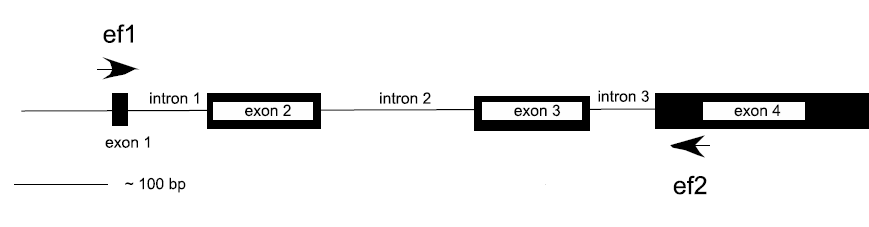 ef1
intron 1
intron 2
intron 3
exon 2
exon 3
exon 4
exon 1
~ 100 bp
ef2